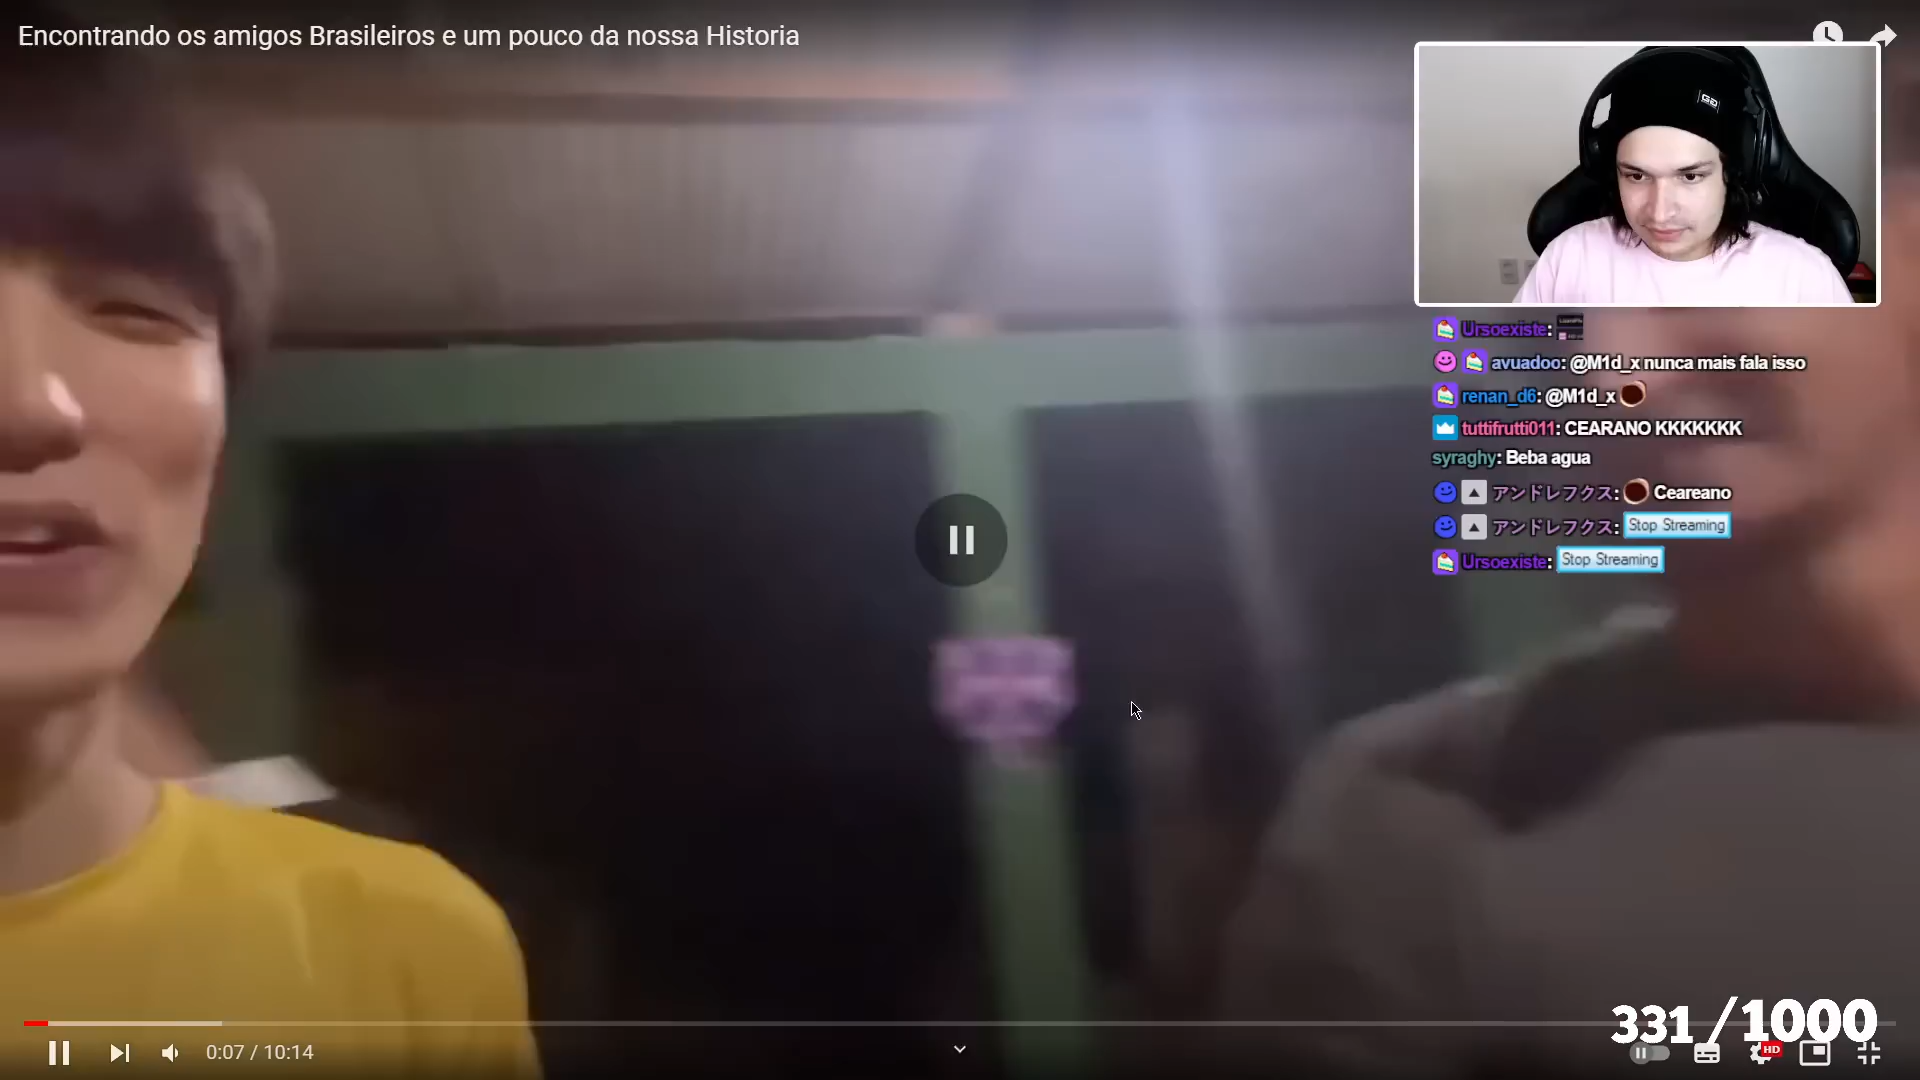 Encontrando os amigos Brasileiros e um pouco da nossa Historia
GD
Ursoexiste:
avuadoo: @M1d_x nunca mais fala isso
renan_d6: @M1d_x
tuttifrutti011: CEARANO KKKKKKK
syraghy: Beba agua
アンドレフクス: Ceareano
アンドレフクス: Stop Streaming
Ursoexiste: Stop Streaming
331 /1000
0:07 / 10:14
HD